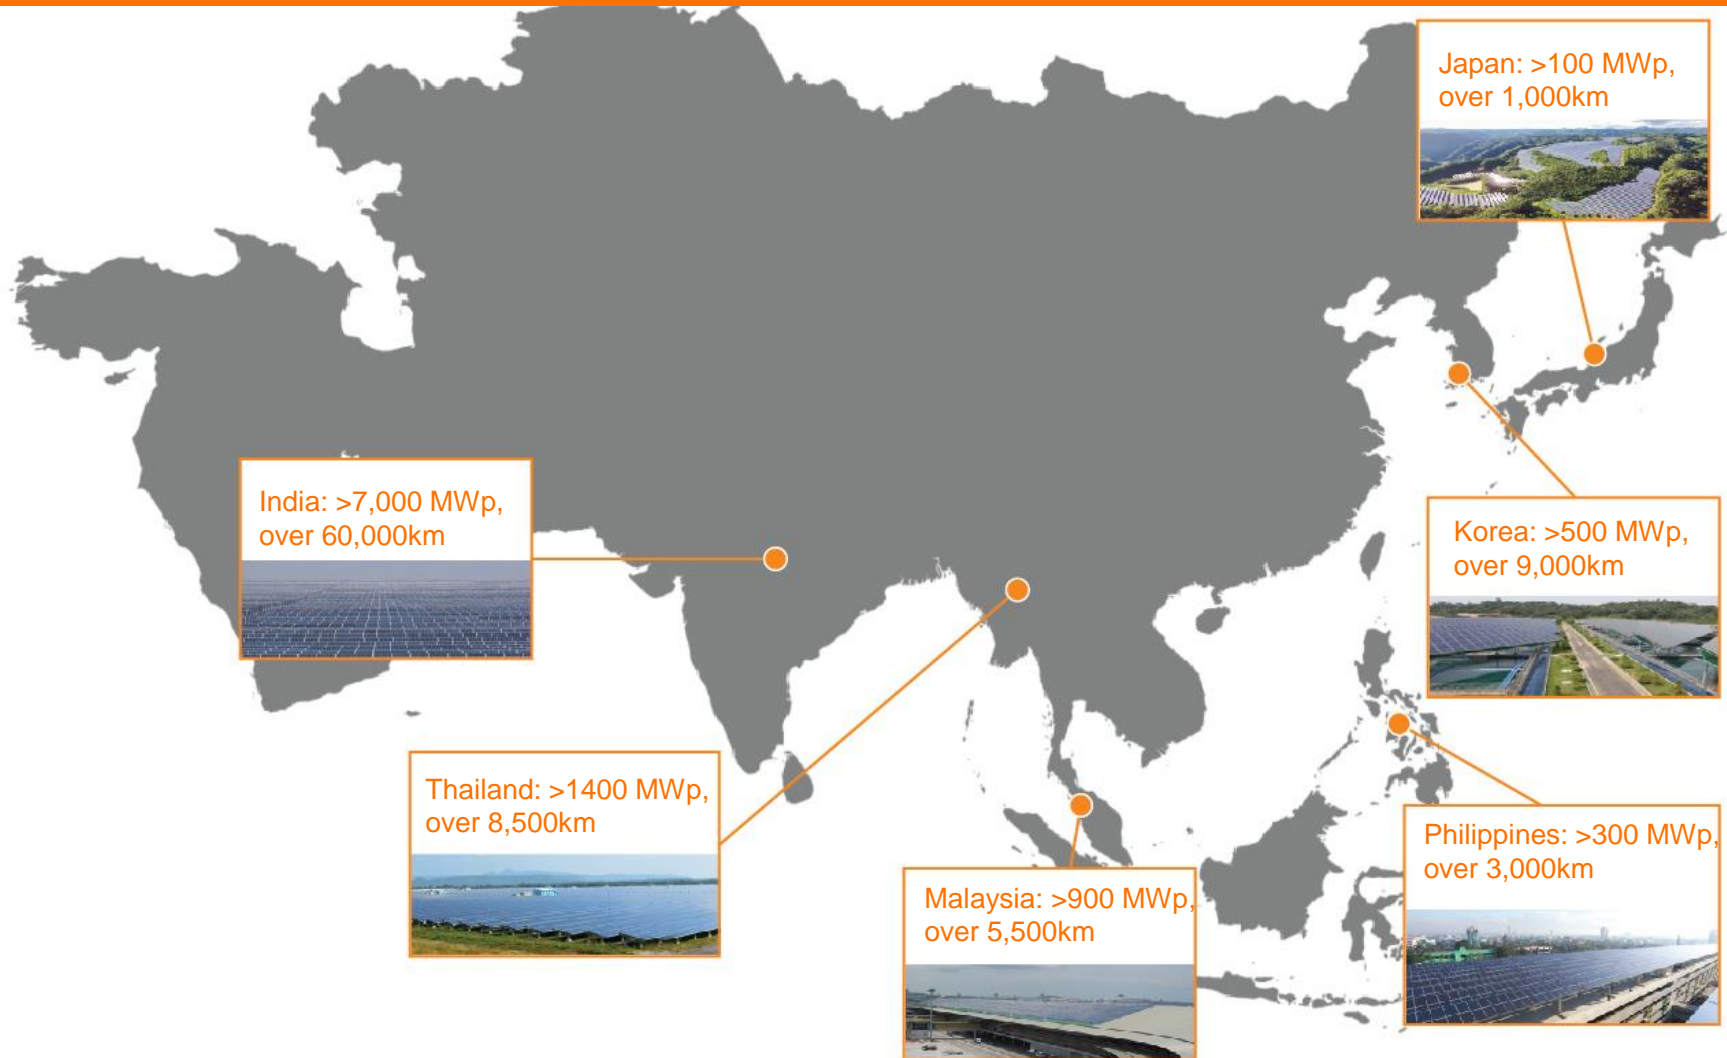 Japan: >100 MWp,
over 1,000km
India: >7,000 MWp,
over 60,000km
Korea: >500 MWp,
over 9,000km
Thailand: >1400 MWp,
over 8,500km
Philippines: >300 MWp,
over 3,000km
Malaysia: >900 MWp,
over 5,500km